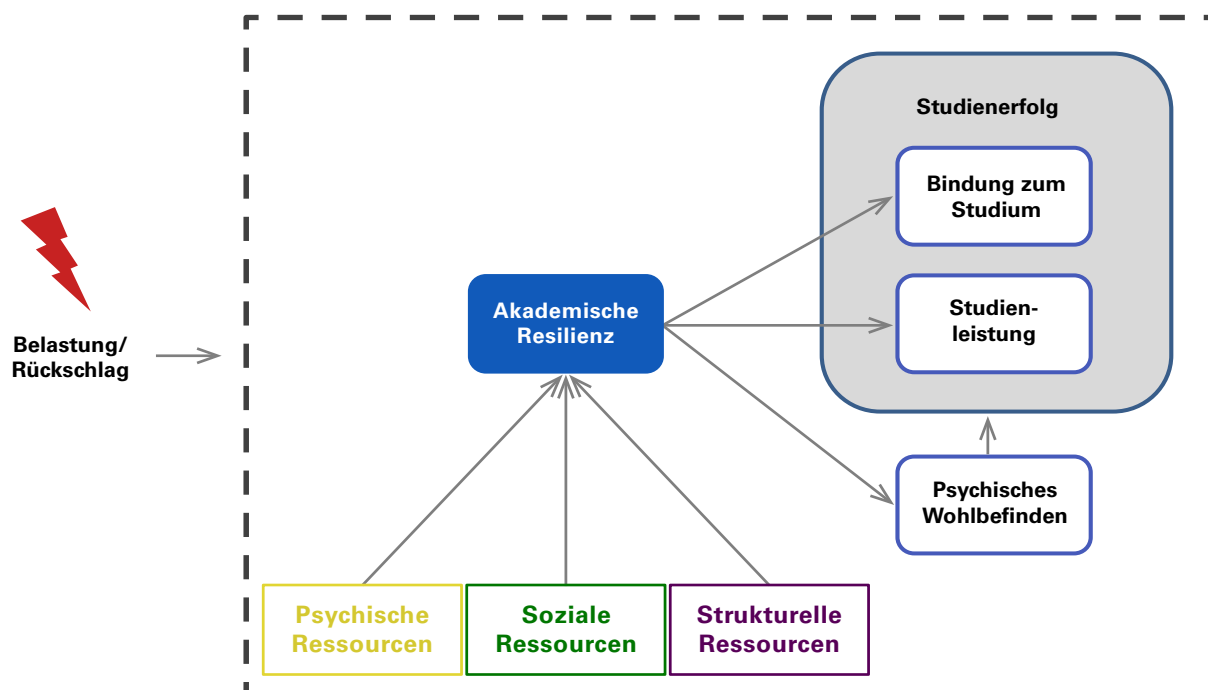 Studienerfolg
Bindung zum
Studium
Akademische
Resilienz
Studien-
leistung
Belastung/
Rückschlag
Psychisches
Wohlbefinden
Psychische
Ressourcen
Soziale
Ressourcen
Strukturelle
Ressourcen